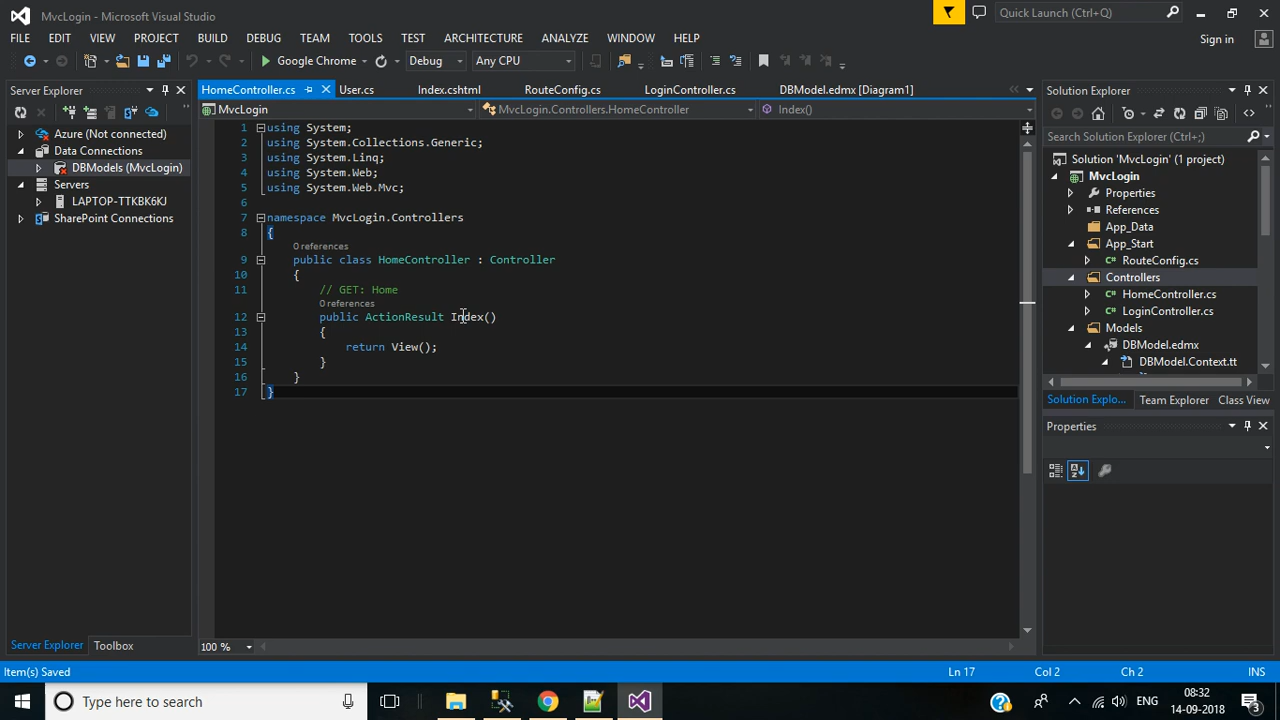 MvcLogin - Microsoft Visual Studio
Quick Launch (Ctrl+Q)
FILE EDIT VIEW PROJECT BUILD DEBUG TEAM TOOLS TEST ARCHITECTURE ANALYZE WINDOW HELP
Sign in
Google Chrome
Debug
Any CPU
Server Explorer
Azure (Not connected)
Data Connections
DBModels (MvcLogin)
Servers
LAPTOP-TTKBK6KJ
SharePoint Connections
Server Explorer
Toolbox
HomeController.cs
User.cs
Index.cshtml
RouteConfig.cs
LoginController.cs
DBModel.edmx [Diagram1]
MvcLogin
MvcLogin.Controllers.HomeController
Index()
1 using System;
2 using System.Collections.Generic;
3 using System.Linq;
4 using System.Web;
5 using System.Web.Mvc;
6
7 namespace MvcLogin.Controllers
8 {
0 references
9 public class HomeController : Controller
10 {
11 // GET: Home
0 references
12 public ActionResult Index()
13 {
14 return View();
15 }
16 }
17 }
100 %
Solution Explorer
Search Solution Explorer (Ctrl+;)
Solution 'MvcLogin' (1 project)
MvcLogin
Properties
References
App_Data
App_Start
RouteConfig.cs
Controllers
HomeController.cs
LoginController.cs
Models
DBModel.edmx
DBModel.Context.tt
Solution Explo...
Team Explorer
Class View
Properties
Item(s) Saved
Ln 17
Col 2
Ch 2
INS
Type here to search
ENG
08:32
14-09-2018
3